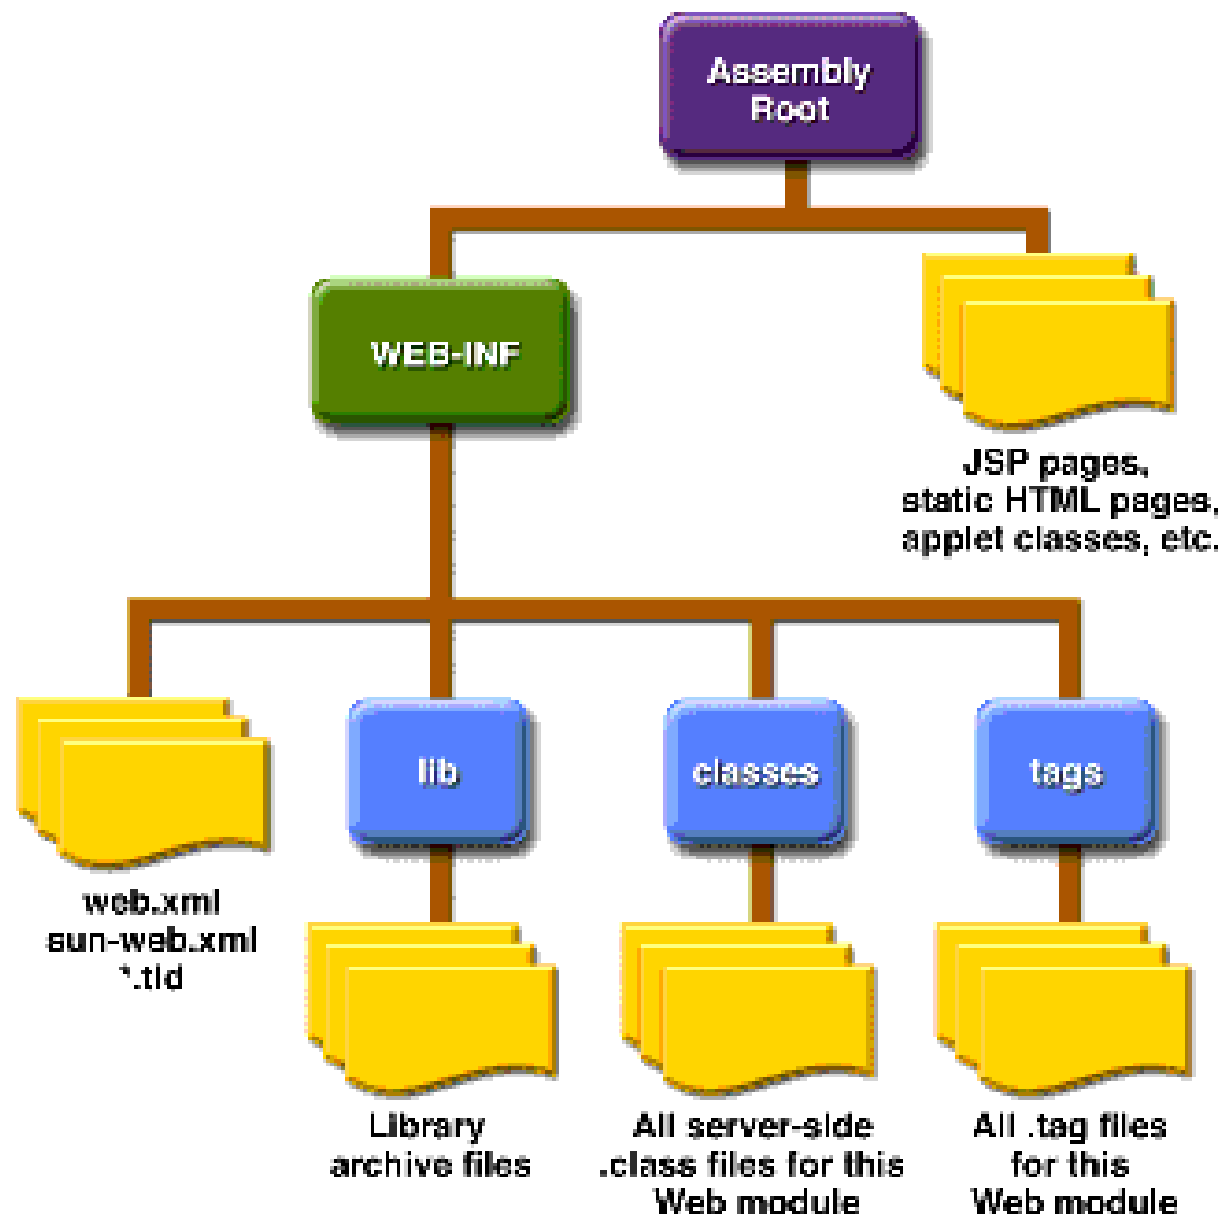 Assembly
Root
WEB-INF
JSP pages,
static HTML pages,
applet classes, etc.
lib
classes
tags
web.xml
sun-web.xml
*.tld
Library
archive files
All server-side
.class files for this
Web module
All .tag files
for this
Web module